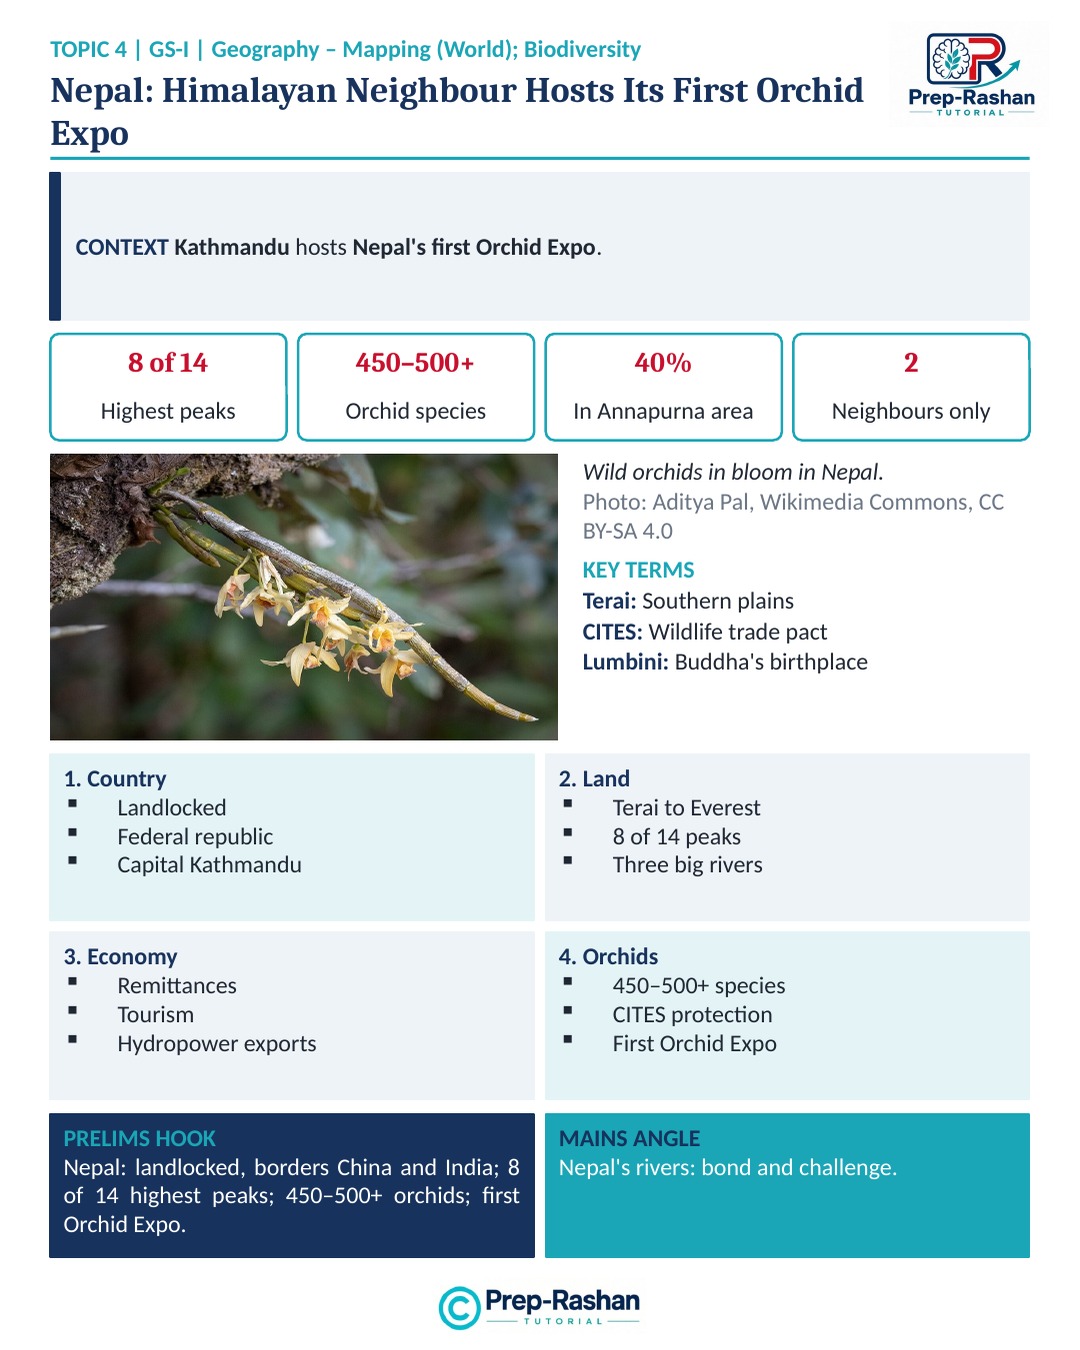 TOPIC 4 | GS-I | Geography – Mapping (World); Biodiversity
Nepal: Himalayan Neighbour Hosts Its First Orchid
Expo
Prep-Rashan
TUTORIAL
CONTEXT Kathmandu hosts Nepal's first Orchid Expo.
8 of 14
Highest peaks
450–500+
Orchid species
40%
In Annapurna area
2
Neighbours only
Wild orchids in bloom in Nepal.
Photo: Aditya Pal, Wikimedia Commons, CC
BY-SA 4.0
KEY TERMS
Terai: Southern plains
CITES: Wildlife trade pact
Lumbini: Buddha's birthplace
1. Country
▪ Landlocked
▪ Federal republic
▪ Capital Kathmandu
2. Land
▪ Terai to Everest
▪ 8 of 14 peaks
▪ Three big rivers
3. Economy
▪ Remittances
▪ Tourism
▪ Hydropower exports
4. Orchids
▪ 450–500+ species
▪ CITES protection
▪ First Orchid Expo
PRELIMS HOOK
Nepal: landlocked, borders China and India; 8
of 14 highest peaks; 450–500+ orchids; first
Orchid Expo.
MAINS ANGLE
Nepal's rivers: bond and challenge.
© Prep-Rashan
TUTORIAL